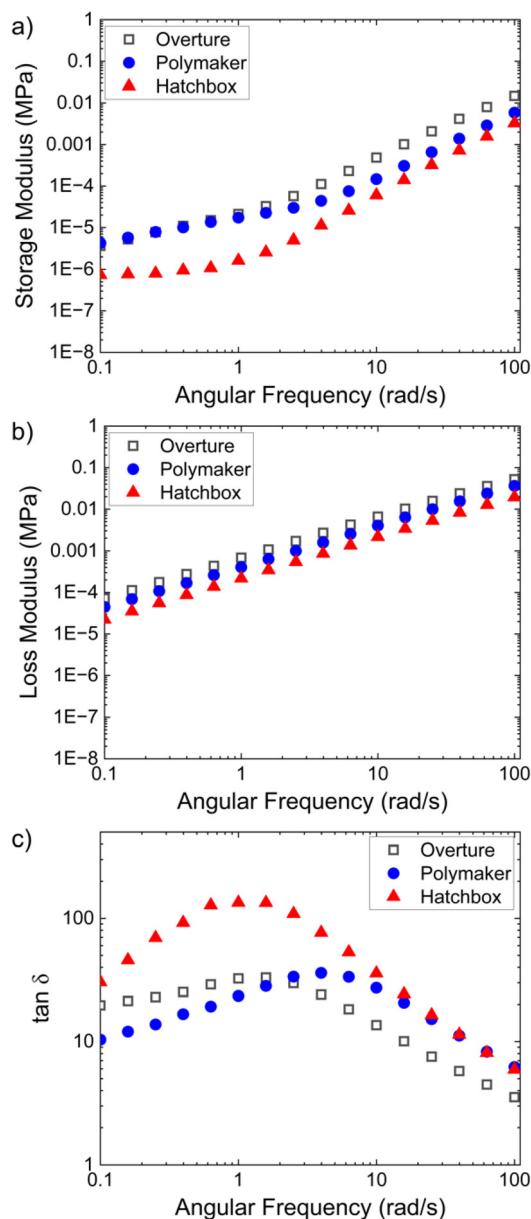 a)
Overture
Polymaker
Hatchbox
Storage Modulus (MPa)
1
0.1
0.01
0.001
1E−4
1E−5
1E−6
1E−7
1E−8
0.1 1 10 100
Angular Frequency (rad/s)
b)
Overture
Polymaker
Hatchbox
Loss Modulus (MPa)
1
0.1
0.01
0.001
1E−4
1E−5
1E−6
1E−7
1E−8
0.1 1 10 100
Angular Frequency (rad/s)
c)
Overture
Polymaker
Hatchbox
tan δ
100
10
1
0.1 1 10 100
Angular Frequency (rad/s)